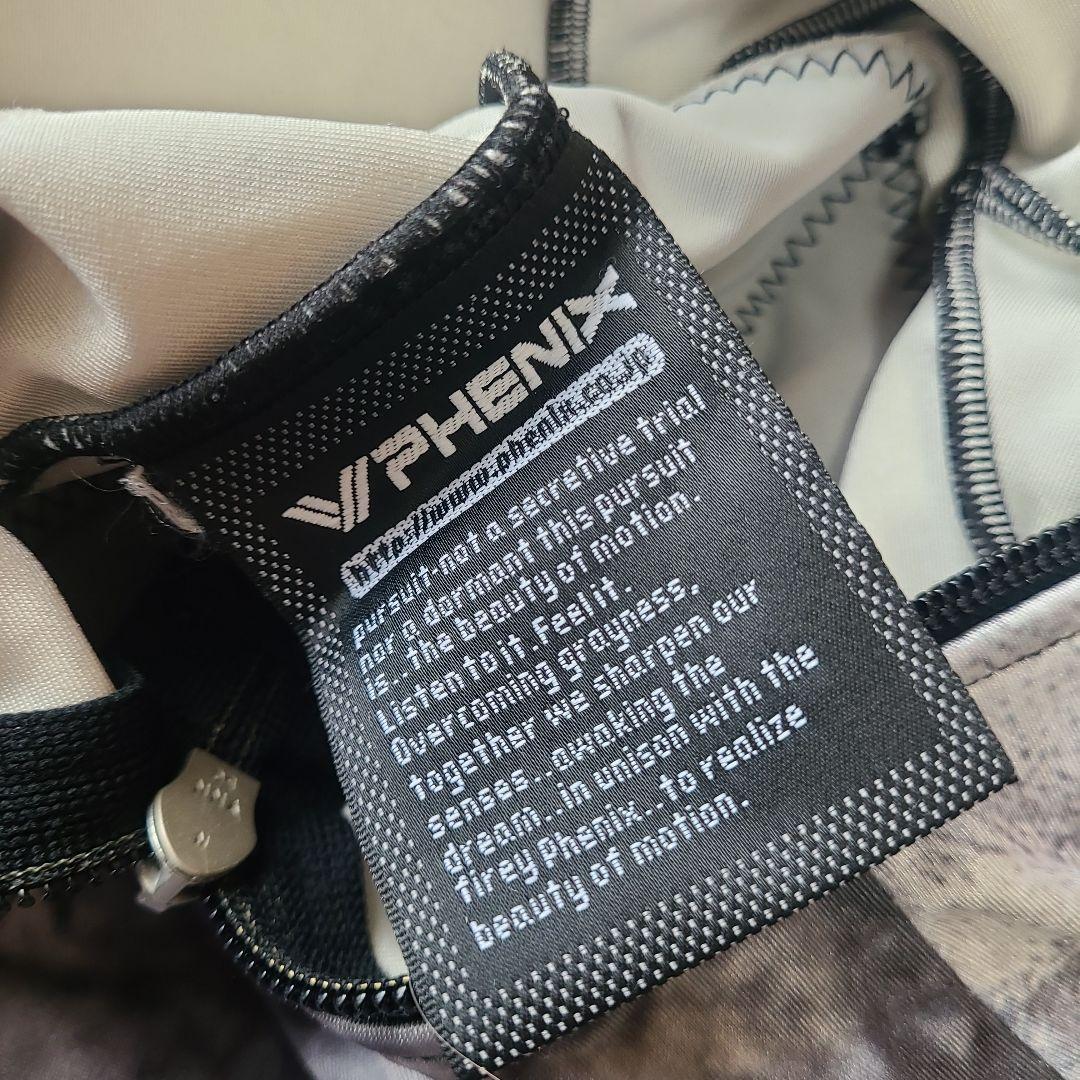 PHENIX
http://www.phenix.co.jp
pursuit not a secretive trial
nor a dormant this pursuit
is.. the beauty of motion.
Listen to it. Feel it.
Overcoming grayness,
together we sharpen our
senses..awaking the
dream..in unison with the
firey phenix..to realize
beauty of motion.